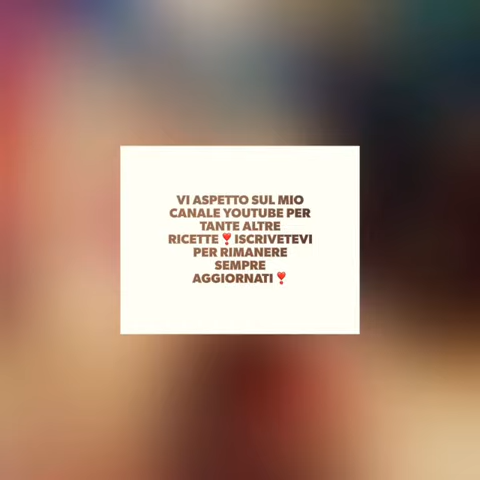 VI ASPETTO SUL MIO
CANALE YOUTUBE PER
TANTE ALTRE
RICETTE❣️ISCRIVETEVI
PER RIMANERE
SEMPRE
AGGIORNATI❣️